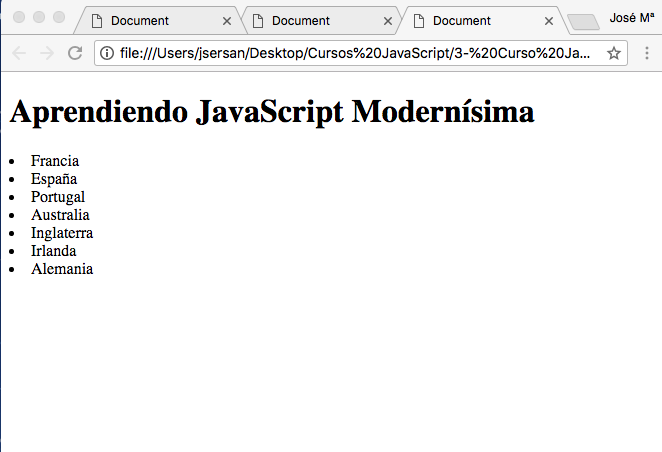 Document Document Document José Mª
file:///Users/jsersan/Desktop/Cursos%20JavaScript/3-%20Curso%20Ja...
Aprendiendo JavaScript Modernísima
• Francia
• España
• Portugal
• Australia
• Inglaterra
• Irlanda
• Alemania